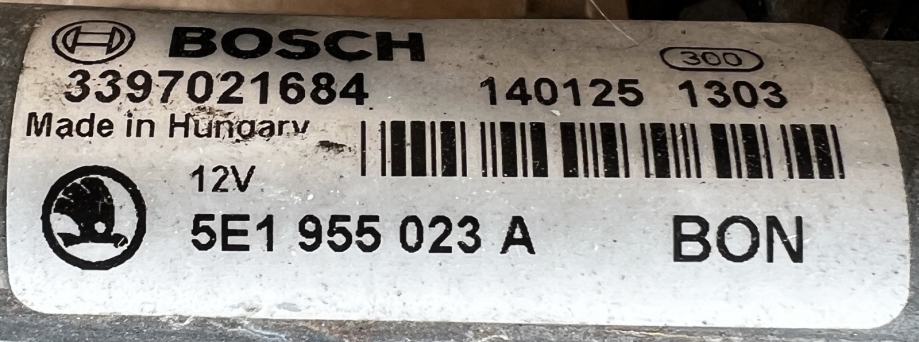 BOSCH
300
3397021684 140125 1303
Made in Hungary
12V
5E1 955 023 A BON